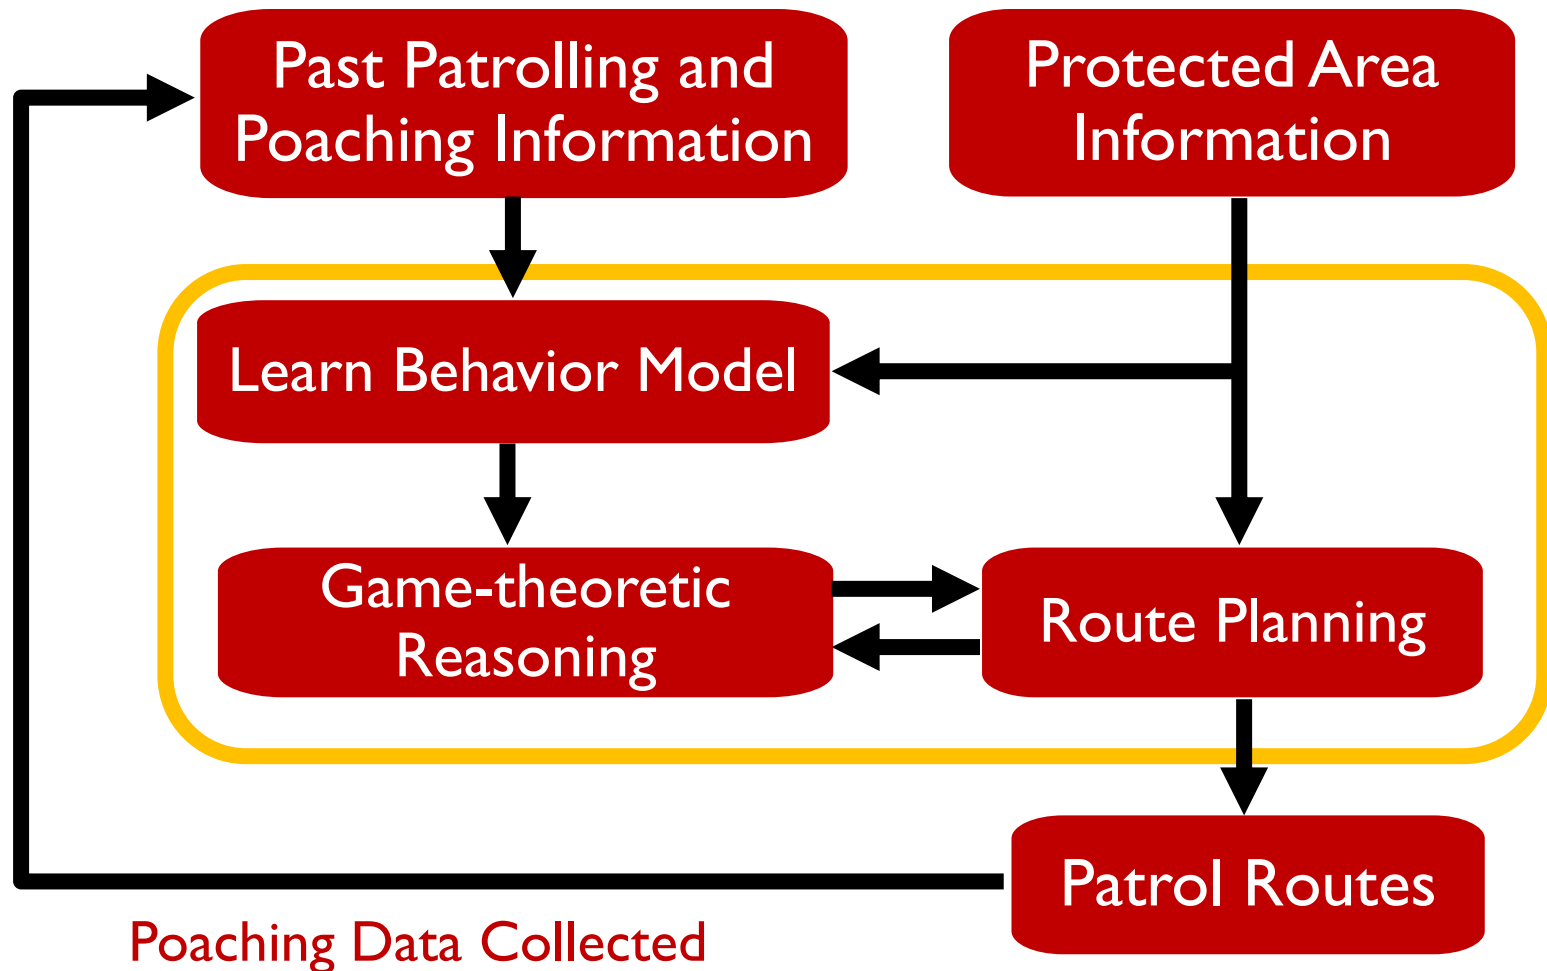 Past Patrolling and
Poaching Information
Protected Area
Information
Learn Behavior Model
Game-theoretic
Reasoning
Route Planning
Patrol Routes
Poaching Data Collected